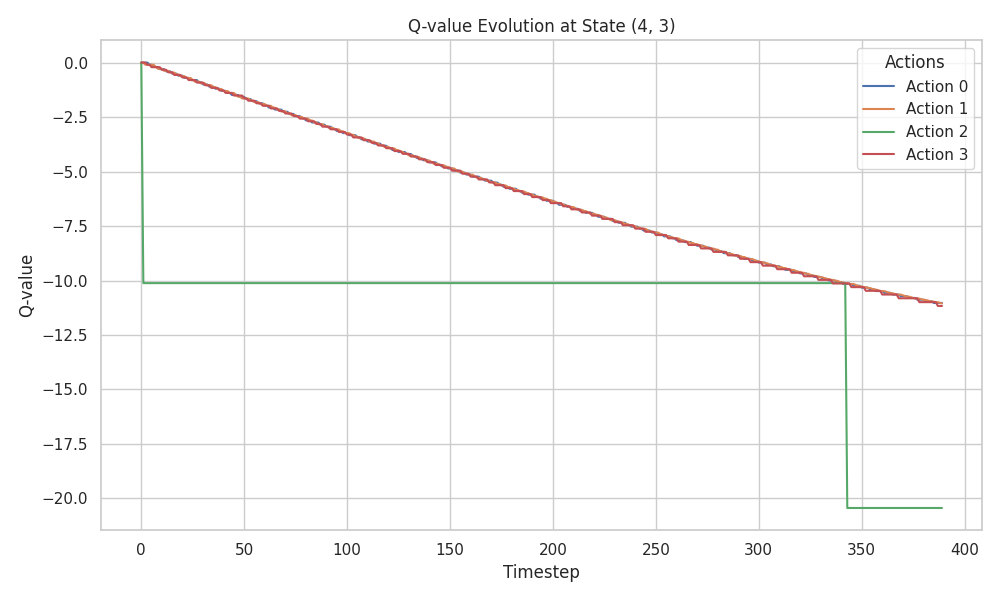 Q-value Evolution at State (4, 3)
Actions
Action 0
Action 1
Action 2
Action 3
Q-value
0.0
−2.5
−5.0
−7.5
−10.0
−12.5
−15.0
−17.5
−20.0
0 50 100 150 200 250 300 350 400
Timestep